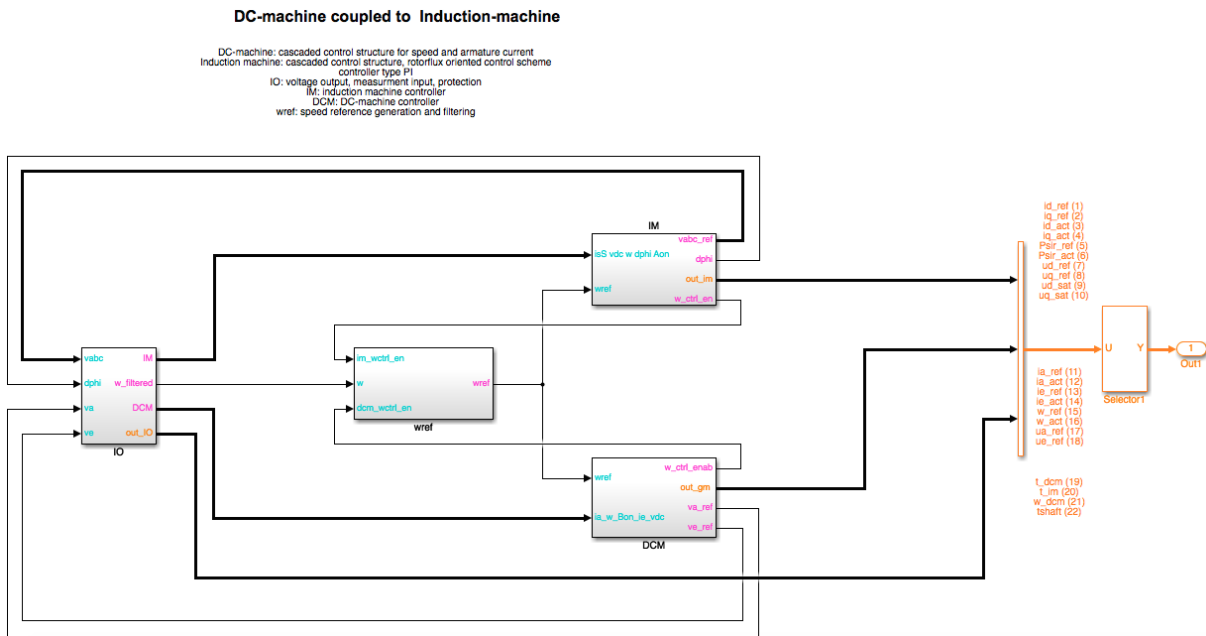 DC-machine coupled to Induction-machine
DC-machine: cascaded control structure for speed and armature current
Induction machine: cascaded control structure, rotorflux oriented control scheme
controller type PI
IO: voltage output, measurment input, protection
IM: induction machine controller
DCM: DC-machine controller
wref: speed reference generation and filtering
IM
isS vdc w dphi Aon
wref
vabc_ref
dphi
out_im
w_ctrl_en
vabc
dphi
va
ve
IM
w_filtered
DCM
out_IO
IO
im_wctrl_en
w
dcm_wctrl_en
wref
wref
wref
ia_w_Bon_ie_vdc
w_ctrl_enab
out_gm
va_ref
ve_ref
DCM
id_ref (1)
iq_ref (2)
id_act (3)
iq_act (4)
Psir_ref (5)
Psir_act (6)
ud_ref (7)
uq_ref (8)
ud_sat (9)
uq_sat (10)
ia_ref (11)
ia_act (12)
ie_ref (13)
ie_act (14)
w_ref (15)
w_act (16)
ua_ref (17)
ue_ref (18)
t_dcm (19)
t_im (20)
w_dcm (21)
tshaft (22)
U Y
Selector1
1
Out1